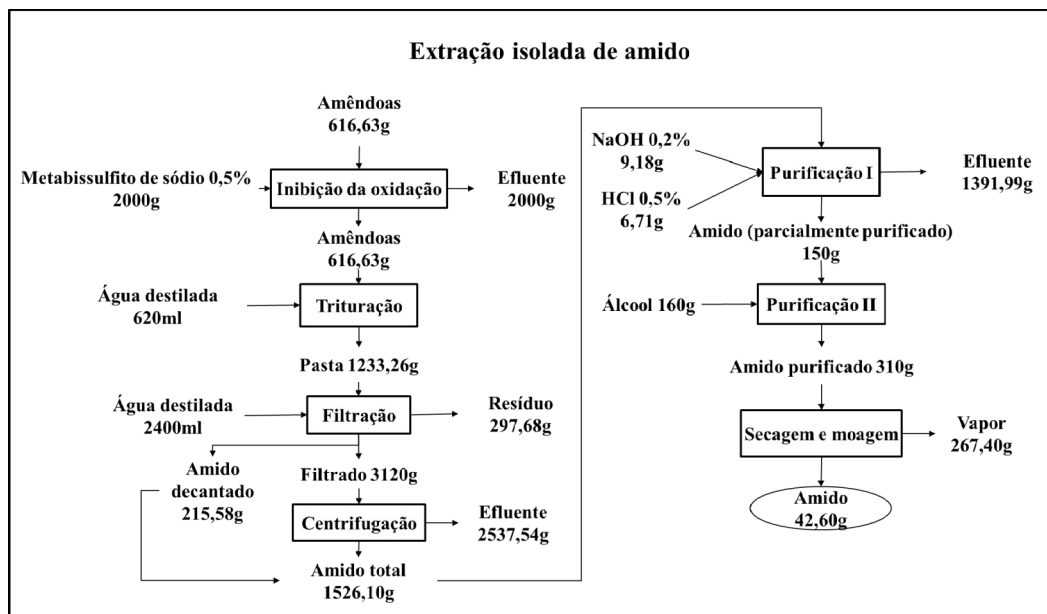 Extração isolada de amido
Amêndoas
616,63g
Metabissulfito de sódio 0,5%
2000g
Inibição da oxidação
Efluente
2000g
Amêndoas
616,63g
Água destilada
620ml
Trituração
Pasta 1233,26g
Água destilada
2400ml
Filtração
Resíduo
297,68g
Amido
decantado
215,58g
Filtrado 3120g
Centrifugação
Efluente
2537,54g
Amido total
1526,10g
NaOH 0,2%
9,18g
HCl 0,5%
6,71g
Purificação I
Efluente
1391,99g
Amido (parcialmente purificado)
150g
Álcool 160g
Purificação II
Amido purificado 310g
Secagem e moagem
Vapor
267,40g
Amido
42,60g